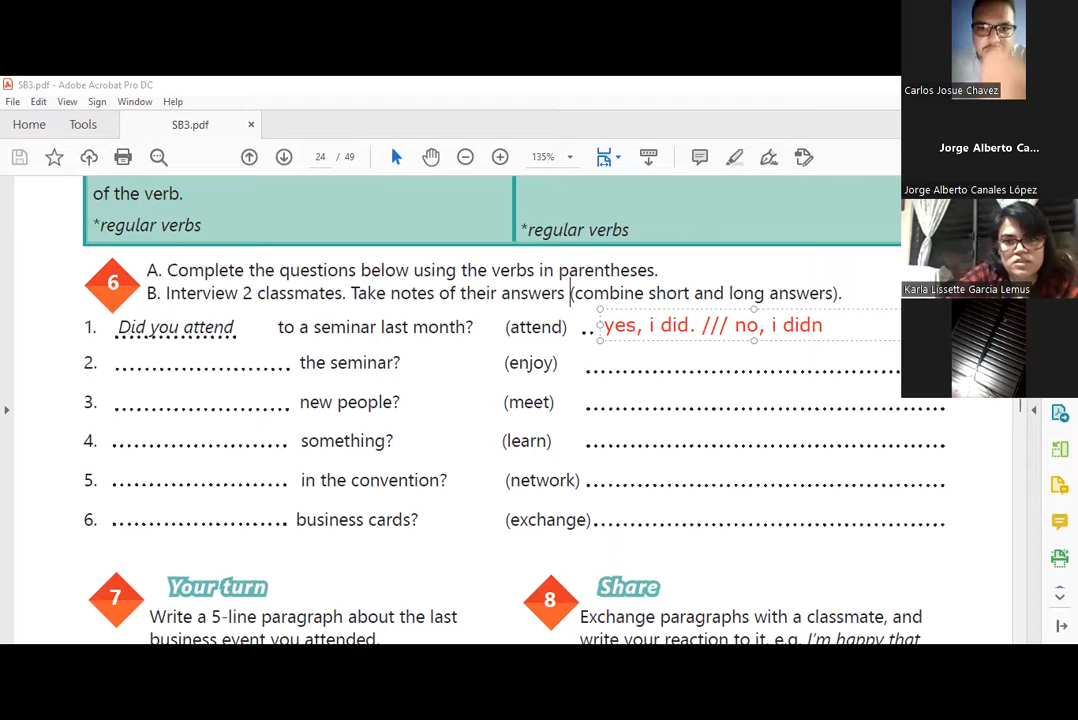 SB3.pdf - Adobe Acrobat Pro DC
File Edit View Sign Window Help
Home Tools SB3.pdf ×
24 / 49 135%
of the verb.
*regular verbs
*regular verbs
6
A. Complete the questions below using the verbs in parentheses.
B. Interview 2 classmates. Take notes of their answers (combine short and long answers).
1. Did you attend to a seminar last month? (attend) yes, i did. /// no, i didn
2. ........................ the seminar? (enjoy) ........................
3. ........................ new people? (meet) ........................
4. ........................ something? (learn) ........................
5. ........................ in the convention? (network) ........................
6. ........................ business cards? (exchange) ........................
7 Your turn
Write a 5-line paragraph about the last
business event you attended.
8 Share
Exchange paragraphs with a classmate, and
write your reaction to it, e.g. I'm happy that
Carlos Josue Chavez
Jorge Alberto Ca...
Jorge Alberto Canales López
Karla Lissette Garcia Lemus